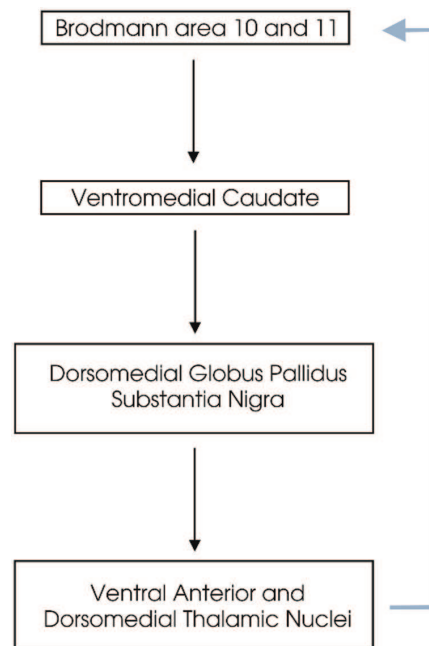 Brodmann area 10 and 11
Ventromedial Caudate
Dorsomedial Globus Pallidus
Substantia Nigra
Ventral Anterior and
Dorsomedial Thalamic Nuclei